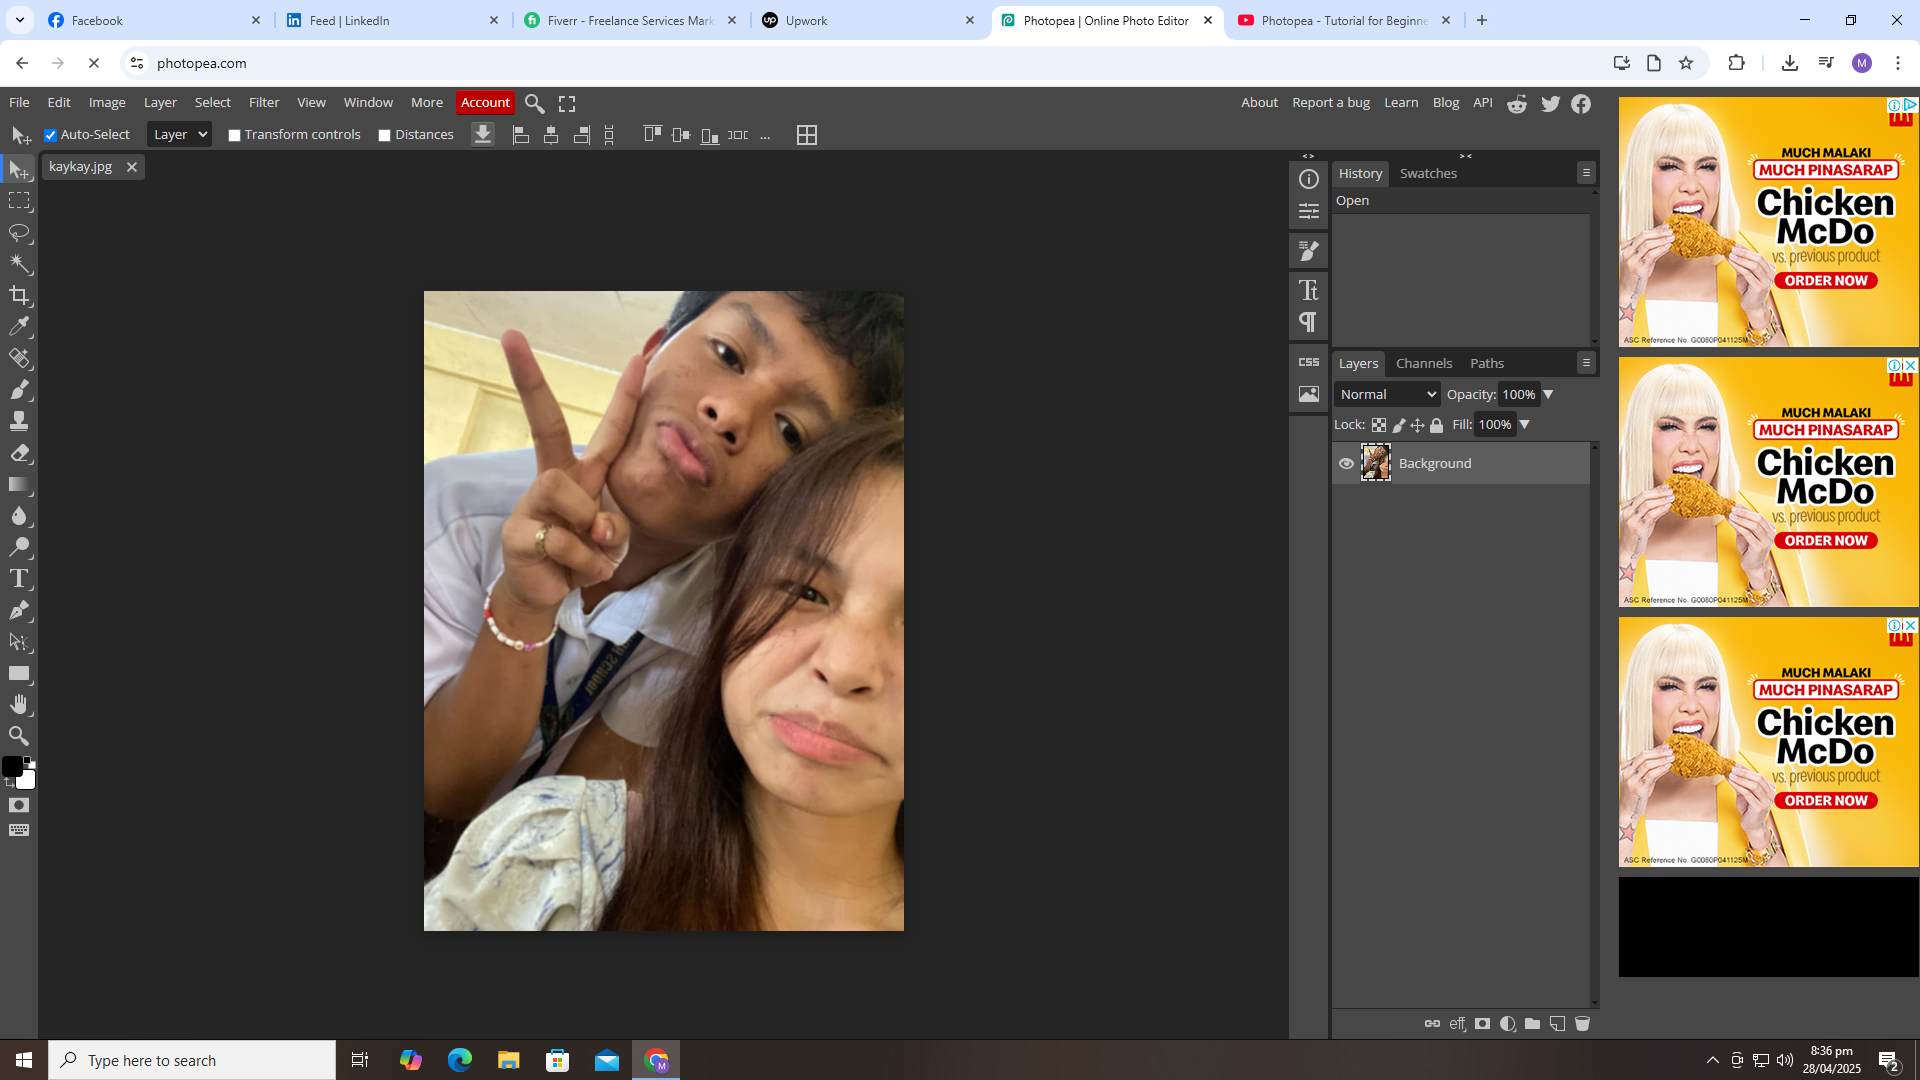 Facebook
Feed | LinkedIn
Fiverr - Freelance Services Mark
Upwork
Photopea | Online Photo Editor
Photopea - Tutorial for Beginne
photopea.com
M
File Edit Image Layer Select Filter View Window More Account
About Report a bug Learn Blog API
Auto-Select Layer Transform controls Distances ...
kaykay.jpg
History Swatches
Open
CSS
Layers Channels Paths
Normal Opacity: 100%
Lock: Fill: 100%
Background
eff
SCHOOL
MUCH MALAKI
MUCH PINASARAP
Chicken
McDo
vs. previous product
ORDER NOW
ASC Reference No. G0080P041125M
MUCH MALAKI
MUCH PINASARAP
Chicken
McDo
vs. previous product
ORDER NOW
ASC Reference No. G0080P041125M
MUCH MALAKI
MUCH PINASARAP
Chicken
McDo
vs. previous product
ORDER NOW
ASC Reference No. G0080P041125M
Type here to search
8:36 pm
28/04/2025
2